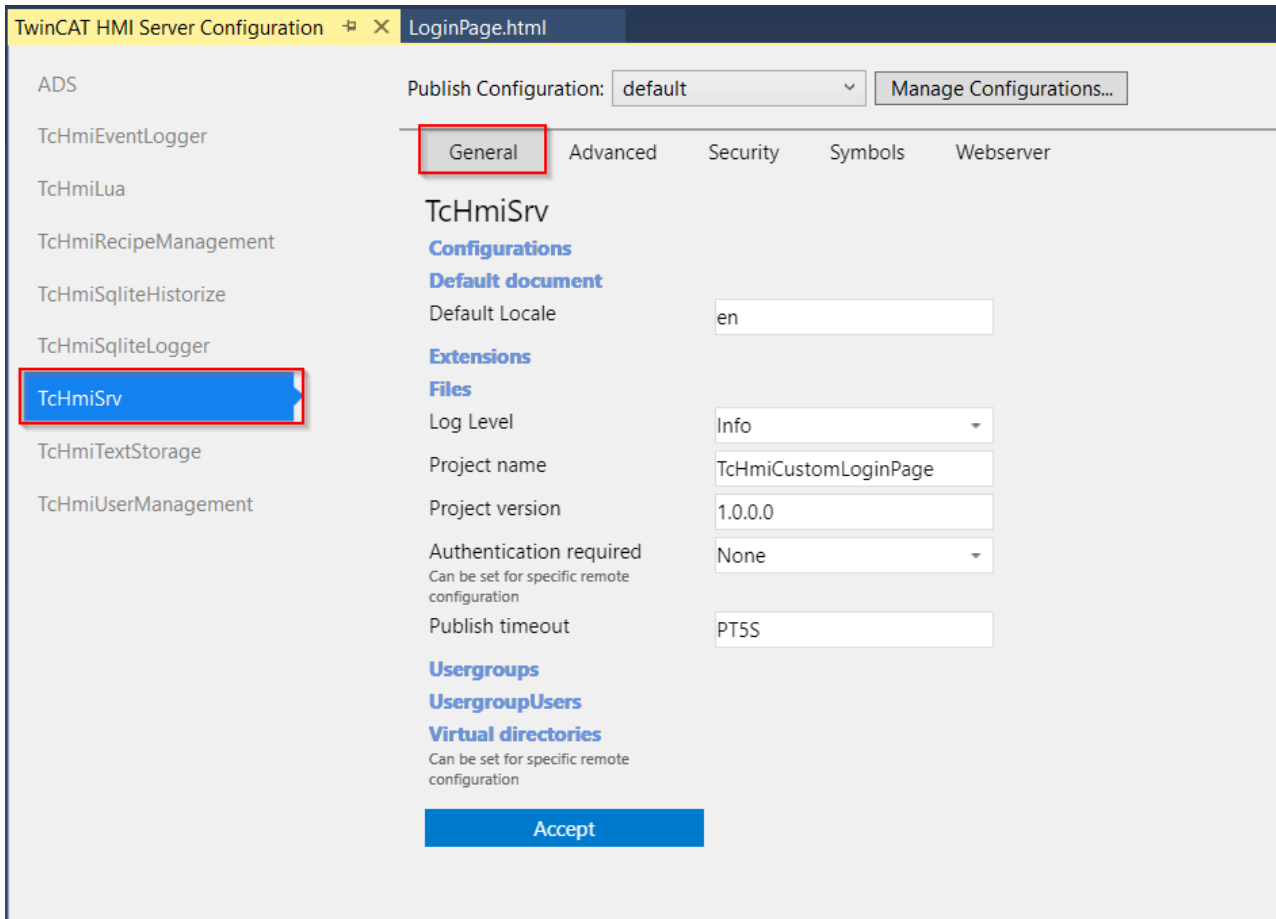 TwinCAT HMI Server Configuration LoginPage.html
ADS
TcHmiEventLogger
TcHmiLua
TcHmiRecipeManagement
TcHmiSqliteHistorize
TcHmiSqliteLogger
TcHmiSrv
TcHmiTextStorage
TcHmiUserManagement
Publish Configuration: default Manage Configurations...
General Advanced Security Symbols Webserver
TcHmiSrv
Configurations
Default document
Default Locale en
Extensions
Files
Log Level Info
Project name TcHmiCustomLoginPage
Project version 1.0.0.0
Authentication required None
Can be set for specific remote
configuration
Publish timeout PT5S
Usergroups
UsergroupUsers
Virtual directories
Can be set for specific remote
configuration
Accept